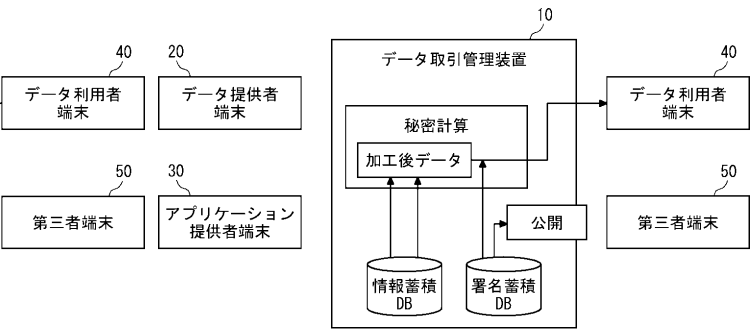 10
40
20
データ取引管理装置
40
データ利用者
端末
データ提供者
端末
データ利用者
端末
秘密計算
加工後データ
50
30
50
第三者端末
アプリケーション
提供者端末
公開
第三者端末
情報蓄積
DB
署名蓄積
DB